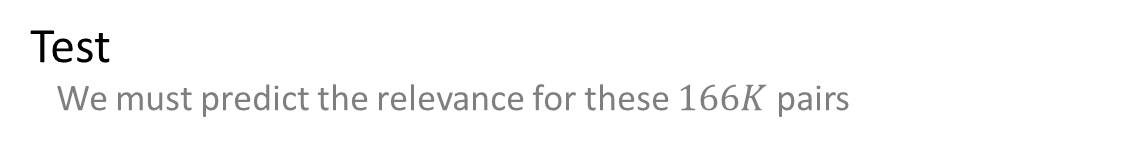 Test
We must predict the relevance for these 166K pairs